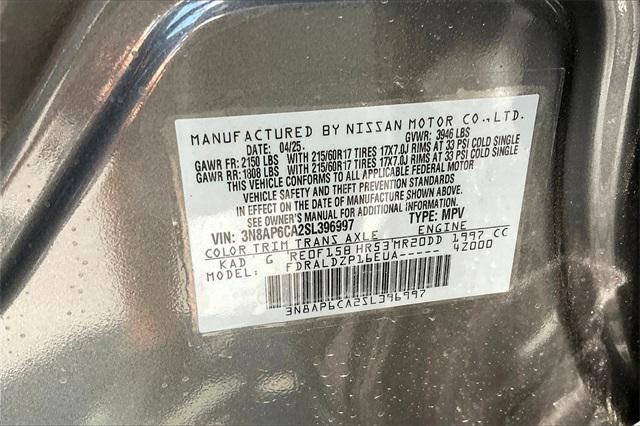 MANUFACTURED BY NISSAN MOTOR CO., LTD.
DATE: 04/25 GVWR: 3946 LBS
GAWR FR: 2150 LBS WITH 215/60R17 TIRES 17X7.0J RIMS AT 33 PSI COLD SINGLE
GAWR RR: 1808 LBS WITH 215/60R17 TIRES 17X7.0J RIMS AT 33 PSI COLD SINGLE
THIS VEHICLE CONFORMS TO ALL APPLICABLE FEDERAL MOTOR
VEHICLE SAFETY AND THEFT PREVENTION STANDARDS
IN EFFECT ON THE DATE OF MANUFACTURE SHOWN ABOVE.
SEE OWNER'S MANUAL FOR ADDITIONAL INFORMATION.
VIN: 3N8AP6CA2SL396997 TYPE: MPV
COLOR TRIM TRANS AXLE ENGINE
KAD G RE0F15B HR53 MR20DD 1997 CC
MODEL: FDRALDZP16EUA----- 4Z000
3N8AP6CA2SL396997